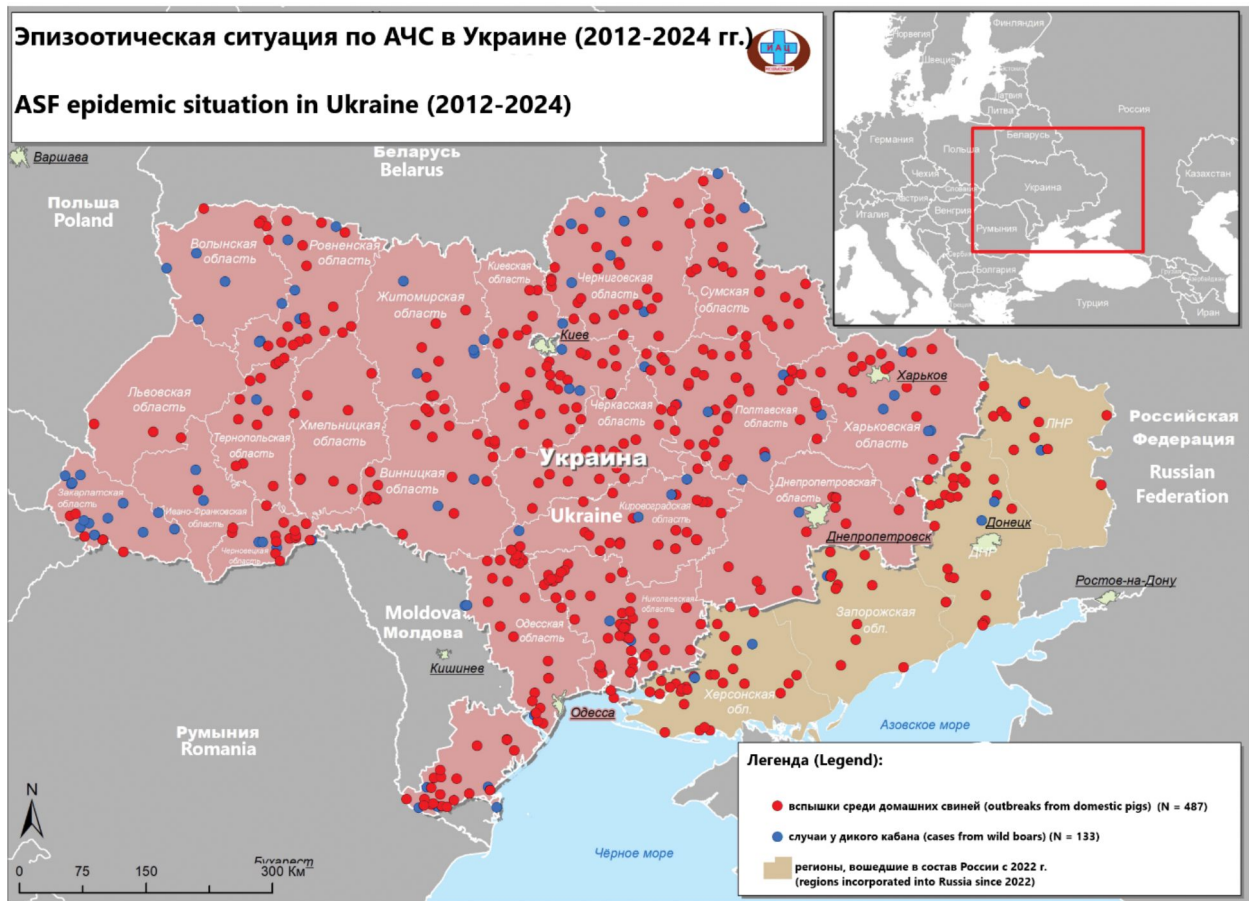 Эпизоотическая ситуация по АЧС в Украине (2012-2024 гг.)
ИАЦ
ASF epidemic situation in Ukraine (2012-2024)
Норвегия
Финляндия
Швеция
Латвия
Литва
Россия
Беларусь
Германия
Польша
Чехия
Украина
Казахстан
Австрия
Венгрия
Италия
Румыния
Болгария
Турция
Иран
Варшава
Беларусь
Belarus
Польша
Poland
Волынская
область
Ровненская
область
Киевская
область
Черниговская
область
Житомирская
область
Сумская
область
Киев
Харьков
Львовская
область
Тернопольская
область
Хмельницкая
область
Черкасская
область
Полтавская
область
Харьковская
область
ЛНР
Российская
Федерация
Russian
Federation
Украина
Винницкая
область
Закарпатская
область
Ивано-Франковская
область
Днепропетровская
область
Кировоградская
область
Ukraine
Черновецкая
область
Днепропетровск
Донецк
ДНР
Ростов-на-Дону
Moldova
Молдова
Николаевская
область
Одесская
область
Запорожская
обл.
Кишинев
Херсонская
обл.
Одесса
Азовское море
Румыния
Romania
Чёрное море
Бухарест
N
0 75 150 300 Км
Легенда (Legend):
вспышки среди домашних свиней (outbreaks from domestic pigs) (N = 487)
случаи у дикого кабана (cases from wild boars) (N = 133)
регионы, вошедшие в состав России с 2022 г.
(regions incorporated into Russia since 2022)